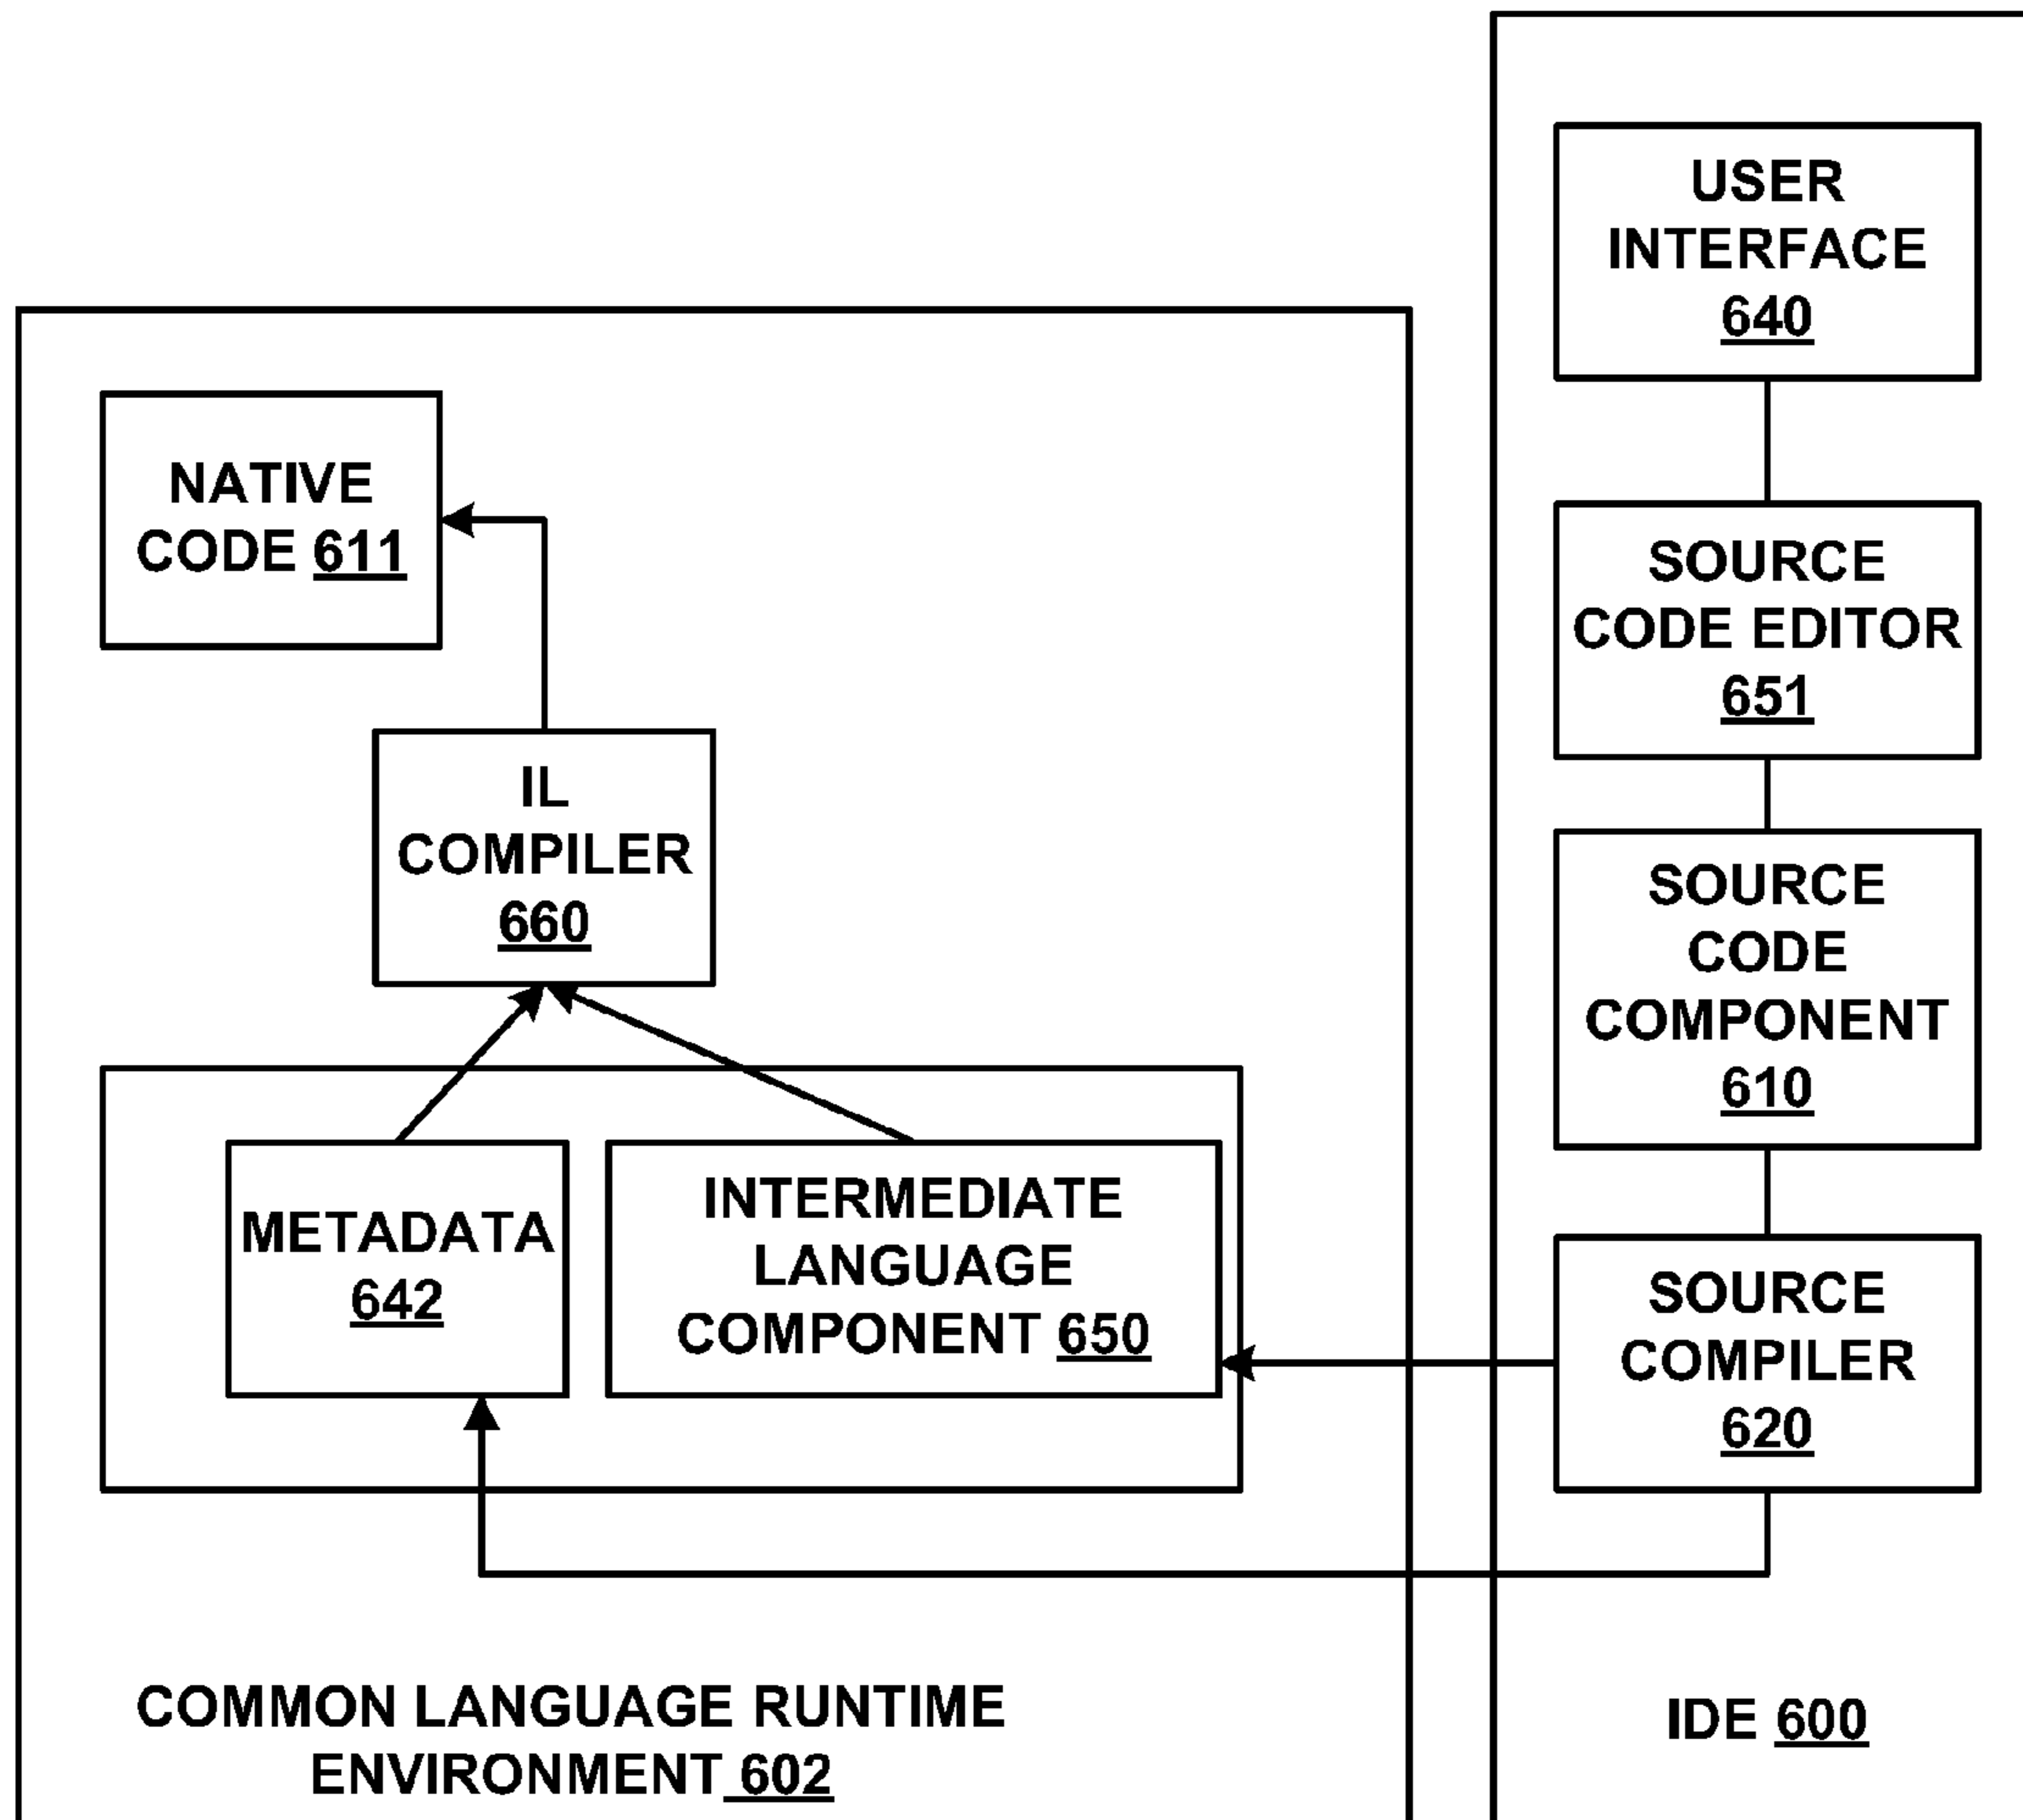 USER
INTERFACE
640
NATIVE
CODE 611
SOURCE
CODE EDITOR
651
IL
COMPILER
660
SOURCE
CODE
COMPONENT
610
METADATA
642
INTERMEDIATE
LANGUAGE
COMPONENT 650
SOURCE
COMPILER
620
COMMON LANGUAGE RUNTIME
ENVIRONMENT 602
IDE 600